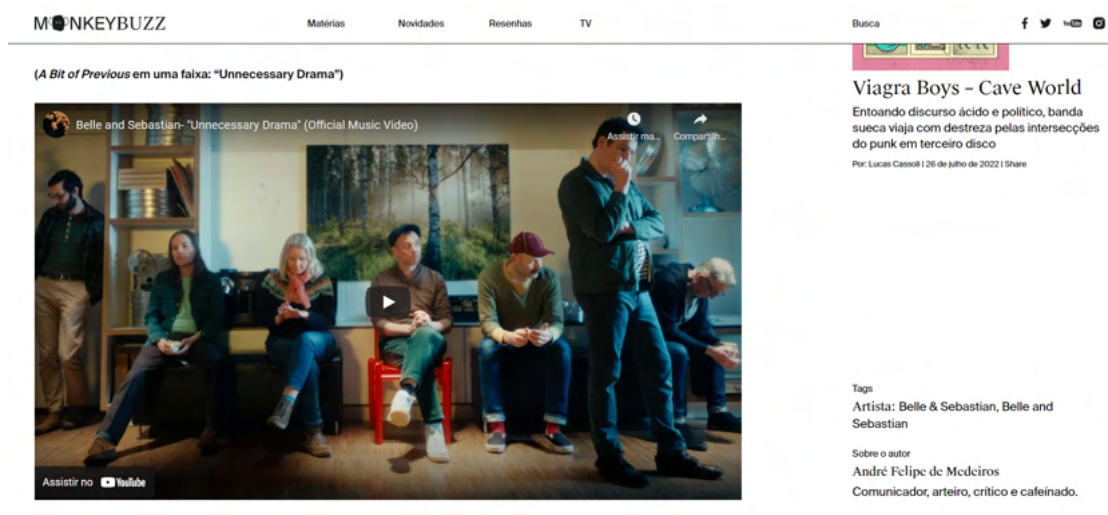 MONKEYBUZZ
Matérias
Novidades
Resenhas
TV
Busca
YouTube
(A Bit of Previous em uma faixa: “Unnecessary Drama”)
Belle and Sebastian- "Unnecessary Drama" (Official Music Video)
Assistir ma...
Compartilh...
Assistir no YouTube
Viagra Boys – Cave World
Entoando discurso ácido e político, banda
sueca viaja com destreza pelas intersecções
do punk em terceiro disco
Por: Lucas Cassoli | 26 de julho de 2022 | Share
Tags
Artista: Belle & Sebastian, Belle and
Sebastian
Sobre o autor
André Felipe de Medeiros
Comunicador, arteiro, crítico e cafeínado.